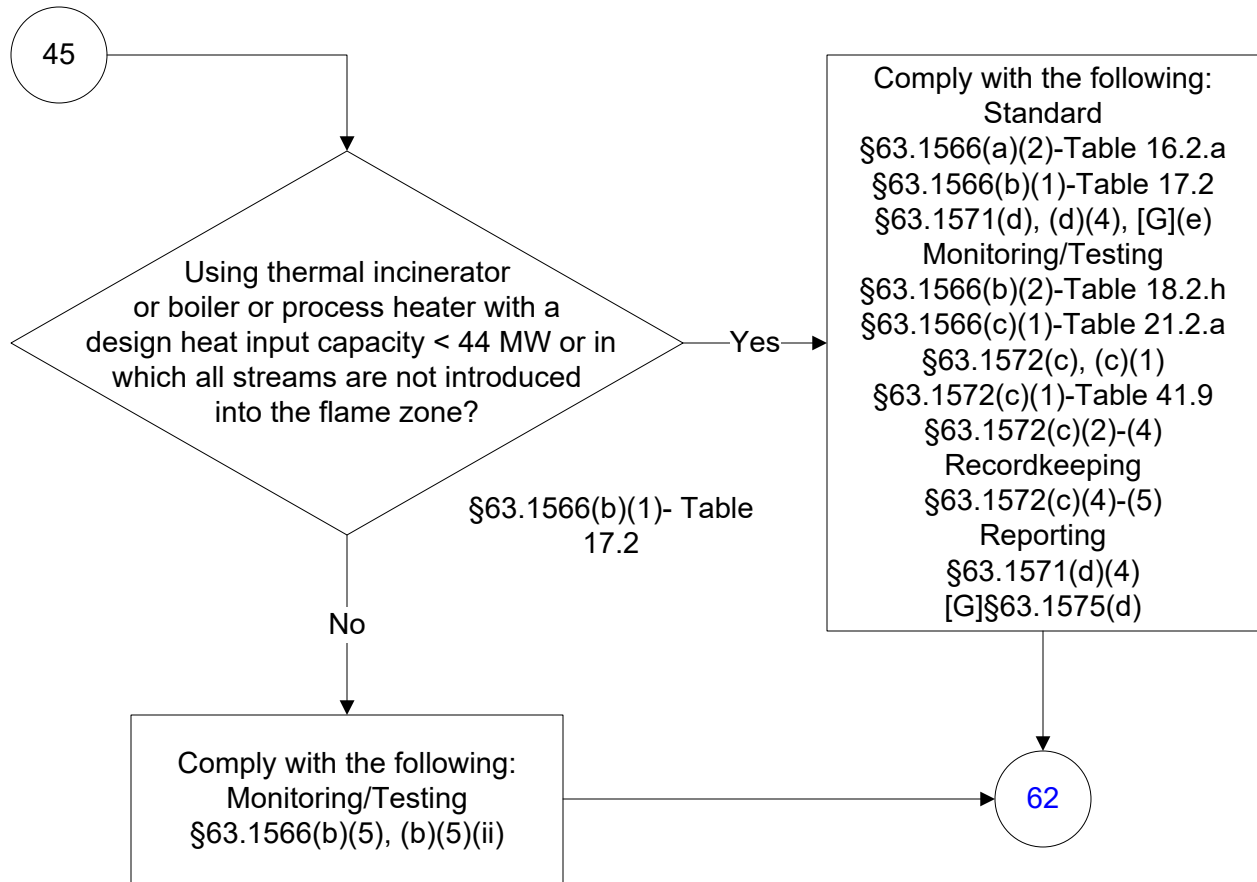 45
Using thermal incinerator
or boiler or process heater with a
design heat input capacity < 44 MW or in
which all streams are not introduced
into the flame zone?
Yes
§63.1566(b)(1)- Table
17.2
No
Comply with the following:
Standard
§63.1566(a)(2)-Table 16.2.a
§63.1566(b)(1)-Table 17.2
§63.1571(d), (d)(4), [G](e)
Monitoring/Testing
§63.1566(b)(2)-Table 18.2.h
§63.1566(c)(1)-Table 21.2.a
§63.1572(c), (c)(1)
§63.1572(c)(1)-Table 41.9
§63.1572(c)(2)-(4)
Recordkeeping
§63.1572(c)(4)-(5)
Reporting
§63.1571(d)(4)
[G]§63.1575(d)
Comply with the following:
Monitoring/Testing
§63.1566(b)(5), (b)(5)(ii)
62